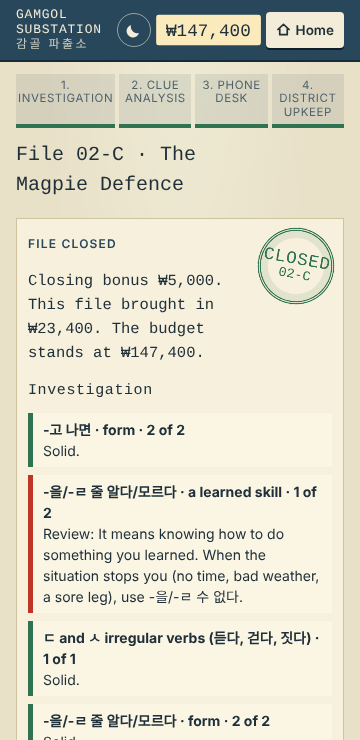 GAMGOL
SUBSTATION
감골 파출소
₩147,400
Home
1.
INVESTIGATION
2. CLUE
ANALYSIS
3. PHONE
DESK
4.
DISTRICT
UPKEEP
File 02-C · The
Magpie Defence
FILE CLOSED
CLOSED
02-C
Closing bonus ₩5,000.
This file brought in
₩23,400. The budget
stands at ₩147,400.
Investigation
-고 나면 · form · 2 of 2
Solid.
-을/-ㄹ 줄 알다/모르다 · a learned skill · 1 of
2
Review: It means knowing how to do
something you learned. When the
situation stops you (no time, bad weather,
a sore leg), use -을/-ㄹ 수 없다.
ㄷ and ㅅ irregular verbs (듣다, 걷다, 짓다) ·
1 of 1
Solid.
-을/-ㄹ 줄 알다/모르다 · form · 2 of 2
Solid.